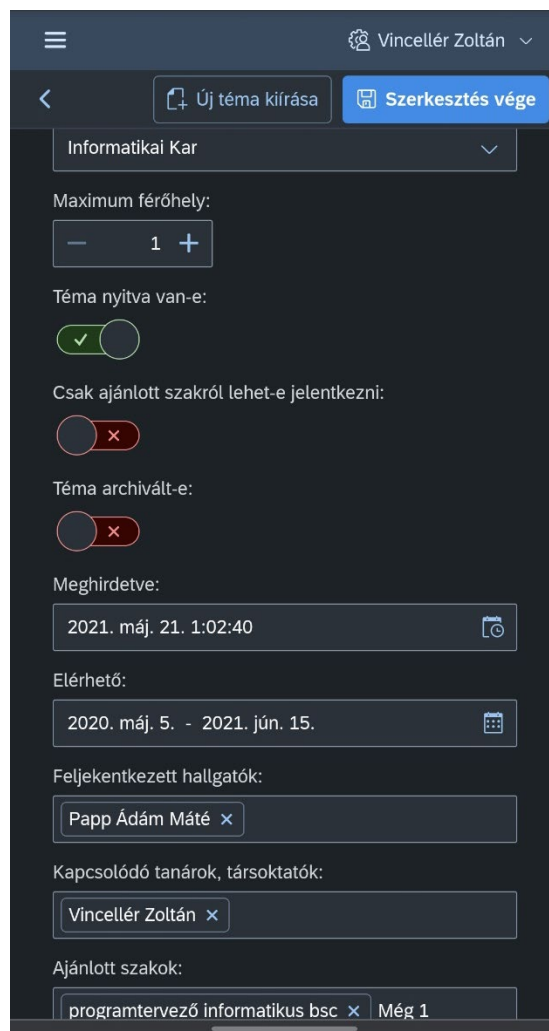 Vincellér Zoltán
Új téma kiírása
Szerkesztés vége
Informatikai Kar
Maximum férőhely:
1
Téma nyitva van-e:
Csak ajánlott szakról lehet-e jelentkezni:
Téma archivált-e:
Meghirdetve:
2021. máj. 21. 1:02:40
Elérhető:
2020. máj. 5. - 2021. jún. 15.
Feljekentkezett hallgatók:
Papp Ádám Máté
Kapcsolódó tanárok, társoktatók:
Vincellér Zoltán
Ajánlott szakok:
programtervező informatikus bsc Még 1